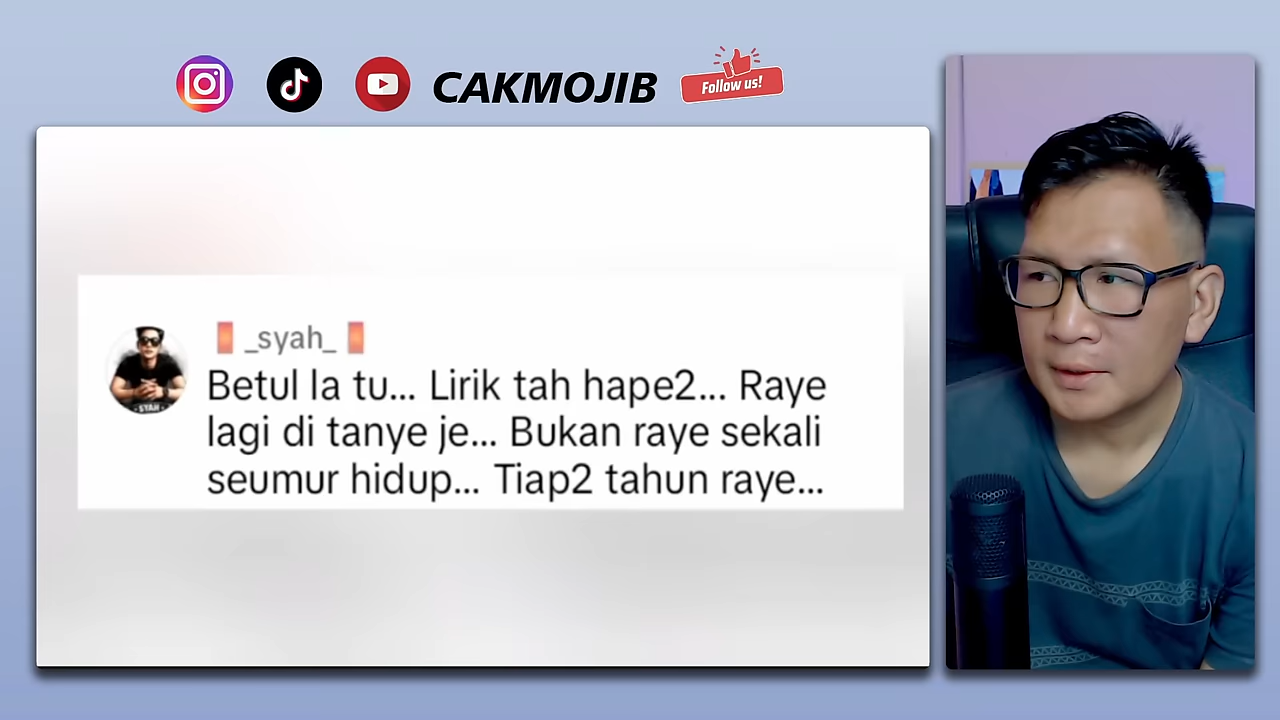 CAKMOJIB
Follow us!
_syah_
Betul la tu... Lirik tah hape2... Raye
lagi di tanye je... Bukan raye sekali
seumur hidup... Tiap2 tahun raye...
SYAH